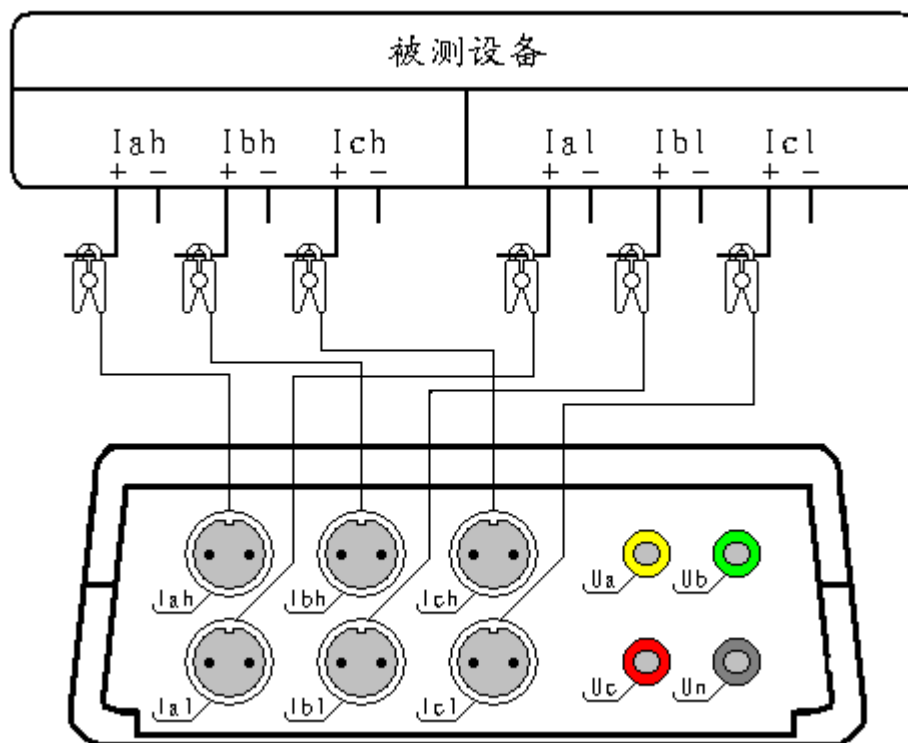 被测设备
Iah Ibh Ich Ial Ibl Icl
+ − + − + − + − + − + −
Iah Ibh Ich Ua Ub
Ial Ibl Icl Uc Un